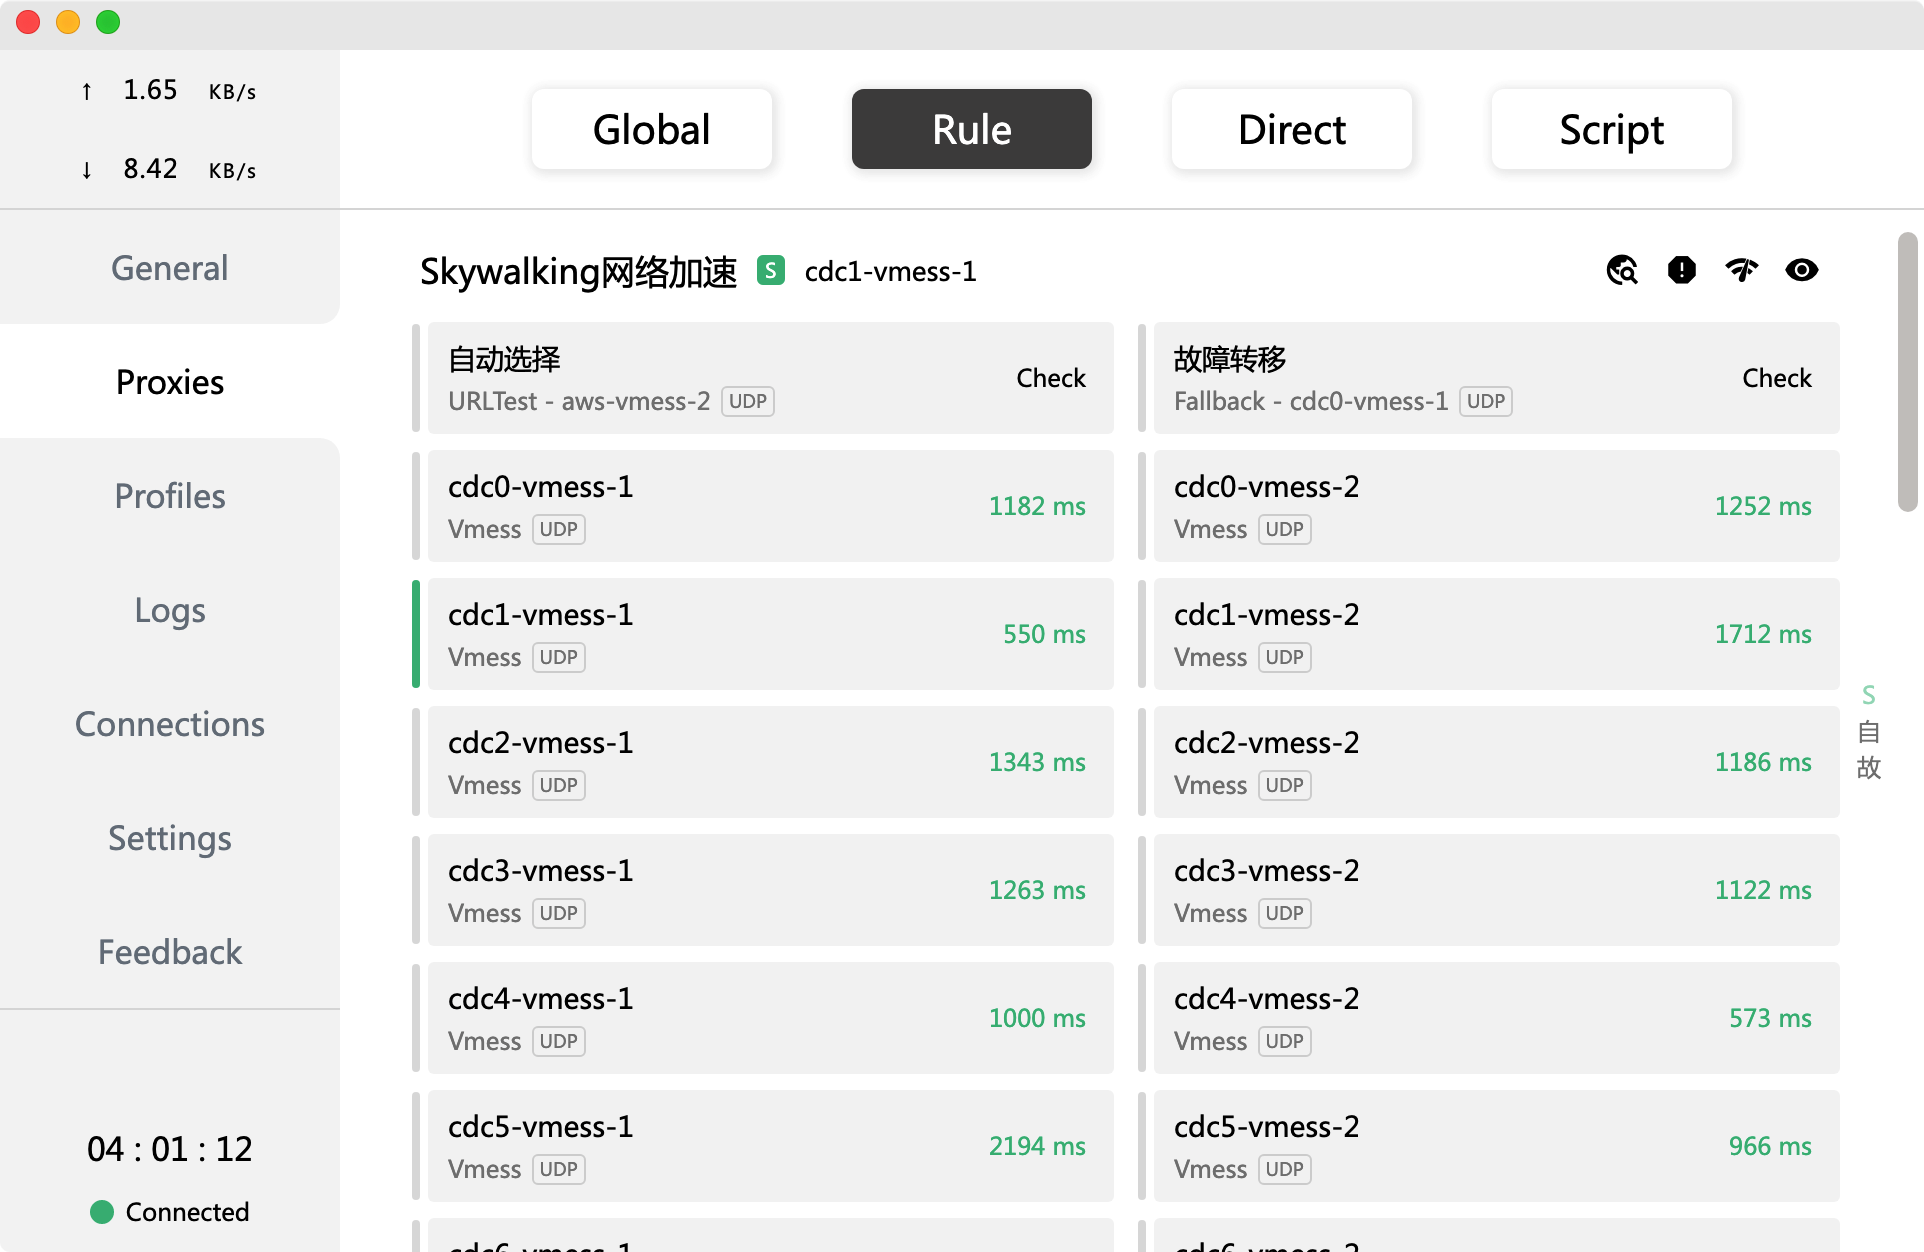 ↑ 1.65 KB/s
↓ 8.42 KB/s
General
Proxies
Profiles
Logs
Connections
Settings
Feedback
04 : 01 : 12
Connected
Global
Rule
Direct
Script
Skywalking网络加速 S cdc1-vmess-1
自动选择
URLTest - aws-vmess-2 UDP
Check
故障转移
Fallback - cdc0-vmess-1 UDP
Check
cdc0-vmess-1
Vmess UDP
1182 ms
cdc0-vmess-2
Vmess UDP
1252 ms
cdc1-vmess-1
Vmess UDP
550 ms
cdc1-vmess-2
Vmess UDP
1712 ms
cdc2-vmess-1
Vmess UDP
1343 ms
cdc2-vmess-2
Vmess UDP
1186 ms
cdc3-vmess-1
Vmess UDP
1263 ms
cdc3-vmess-2
Vmess UDP
1122 ms
cdc4-vmess-1
Vmess UDP
1000 ms
cdc4-vmess-2
Vmess UDP
573 ms
cdc5-vmess-1
Vmess UDP
2194 ms
cdc5-vmess-2
Vmess UDP
966 ms
cdc6-vmess-1
cdc6-vmess-2
S
自
故